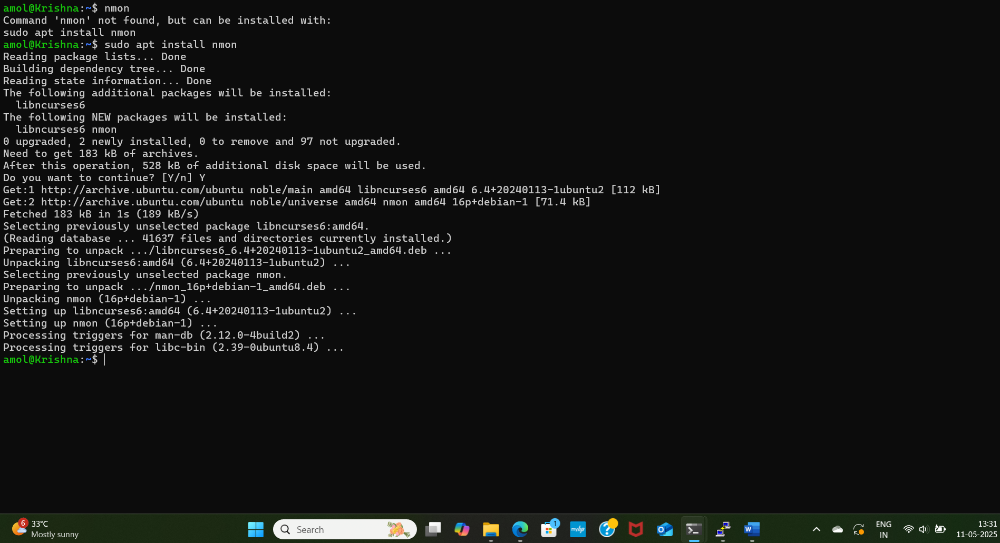 amol@Krishna:~$ nmon
Command 'nmon' not found, but can be installed with:
sudo apt install nmon
amol@Krishna:~$ sudo apt install nmon
Reading package lists... Done
Building dependency tree... Done
Reading state information... Done
The following additional packages will be installed:
  libncurses6
The following NEW packages will be installed:
  libncurses6 nmon
0 upgraded, 2 newly installed, 0 to remove and 97 not upgraded.
Need to get 183 kB of archives.
After this operation, 528 kB of additional disk space will be used.
Do you want to continue? [Y/n] Y
Get:1 http://archive.ubuntu.com/ubuntu noble/main amd64 libncurses6 amd64 6.4+20240113-1ubuntu2 [112 kB]
Get:2 http://archive.ubuntu.com/ubuntu noble/universe amd64 nmon amd64 16p+debian-1 [71.4 kB]
Fetched 183 kB in 1s (189 kB/s)
Selecting previously unselected package libncurses6:amd64.
(Reading database ... 41637 files and directories currently installed.)
Preparing to unpack .../libncurses6_6.4+20240113-1ubuntu2_amd64.deb ...
Unpacking libncurses6:amd64 (6.4+20240113-1ubuntu2) ...
Selecting previously unselected package nmon.
Preparing to unpack .../nmon_16p+debian-1_amd64.deb ...
Unpacking nmon (16p+debian-1) ...
Setting up libncurses6:amd64 (6.4+20240113-1ubuntu2) ...
Setting up nmon (16p+debian-1) ...
Processing triggers for man-db (2.12.0-4build2) ...
Processing triggers for libc-bin (2.39-0ubuntu8.4) ...
amol@Krishna:~$
6 33°C
Mostly sunny
Search
1
myhp
?
O
W
ENG
IN
13:31
11-05-2025